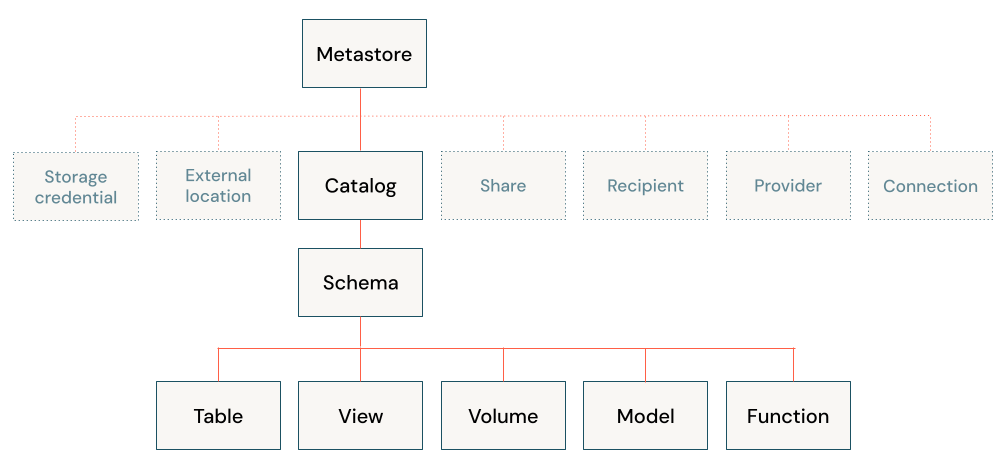 Metastore
Storage
credential
External
location
Catalog
Share
Recipient
Provider
Connection
Schema
Table
View
Volume
Model
Function